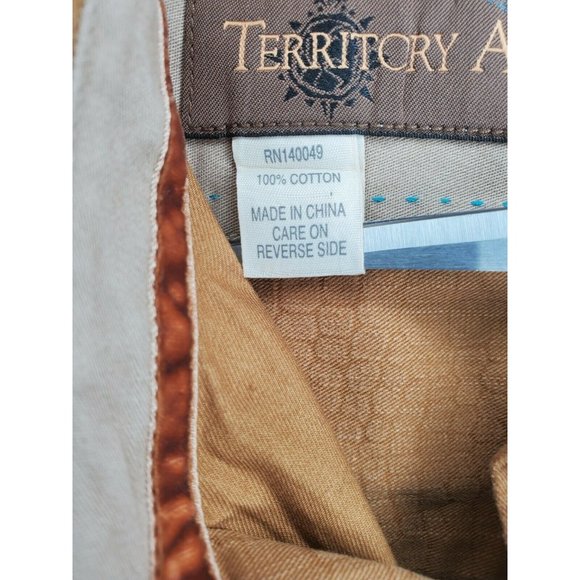 TERRITORY A
RN140049
100% COTTON
MADE IN CHINA
CARE ON
REVERSE SIDE